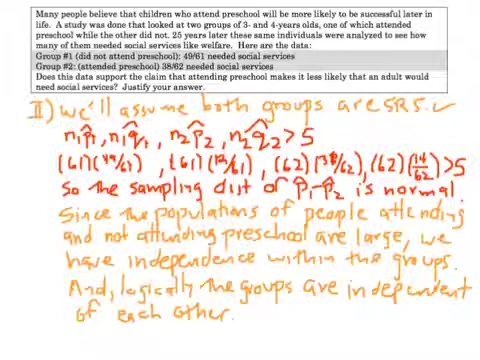 Many people believe that children who attend preschool will be more likely to be successful later in
life. A study was done that looked at two groups of 3- and 4-years olds, one of which attended
preschool while the other did not. 25 years later these same individuals were analyzed to see how
many of them needed social services like welfare. Here are the data:
Group #1 (did not attend preschool): 49/61 needed social services
Group #2: (attended preschool) 38/62 needed social services
Does this data support the claim that attending preschool makes it less likely that an adult would
need social services? Justify your answer.
II) We'll assume both groups are SRS. ✓
n₁p̂₁, n₁q̂₁, n₂p̂₂, n₂q̂₂ > 5
(61)(49/61), (61)(12/61), (62)(38/62), (62)(14/62) > 5
So the sampling dist of p̂₁-p̂₂ is normal.
Since the populations of people attending
and not attending preschool are large, we
have independence within the groups.
And, logically the groups are independent
of each other.